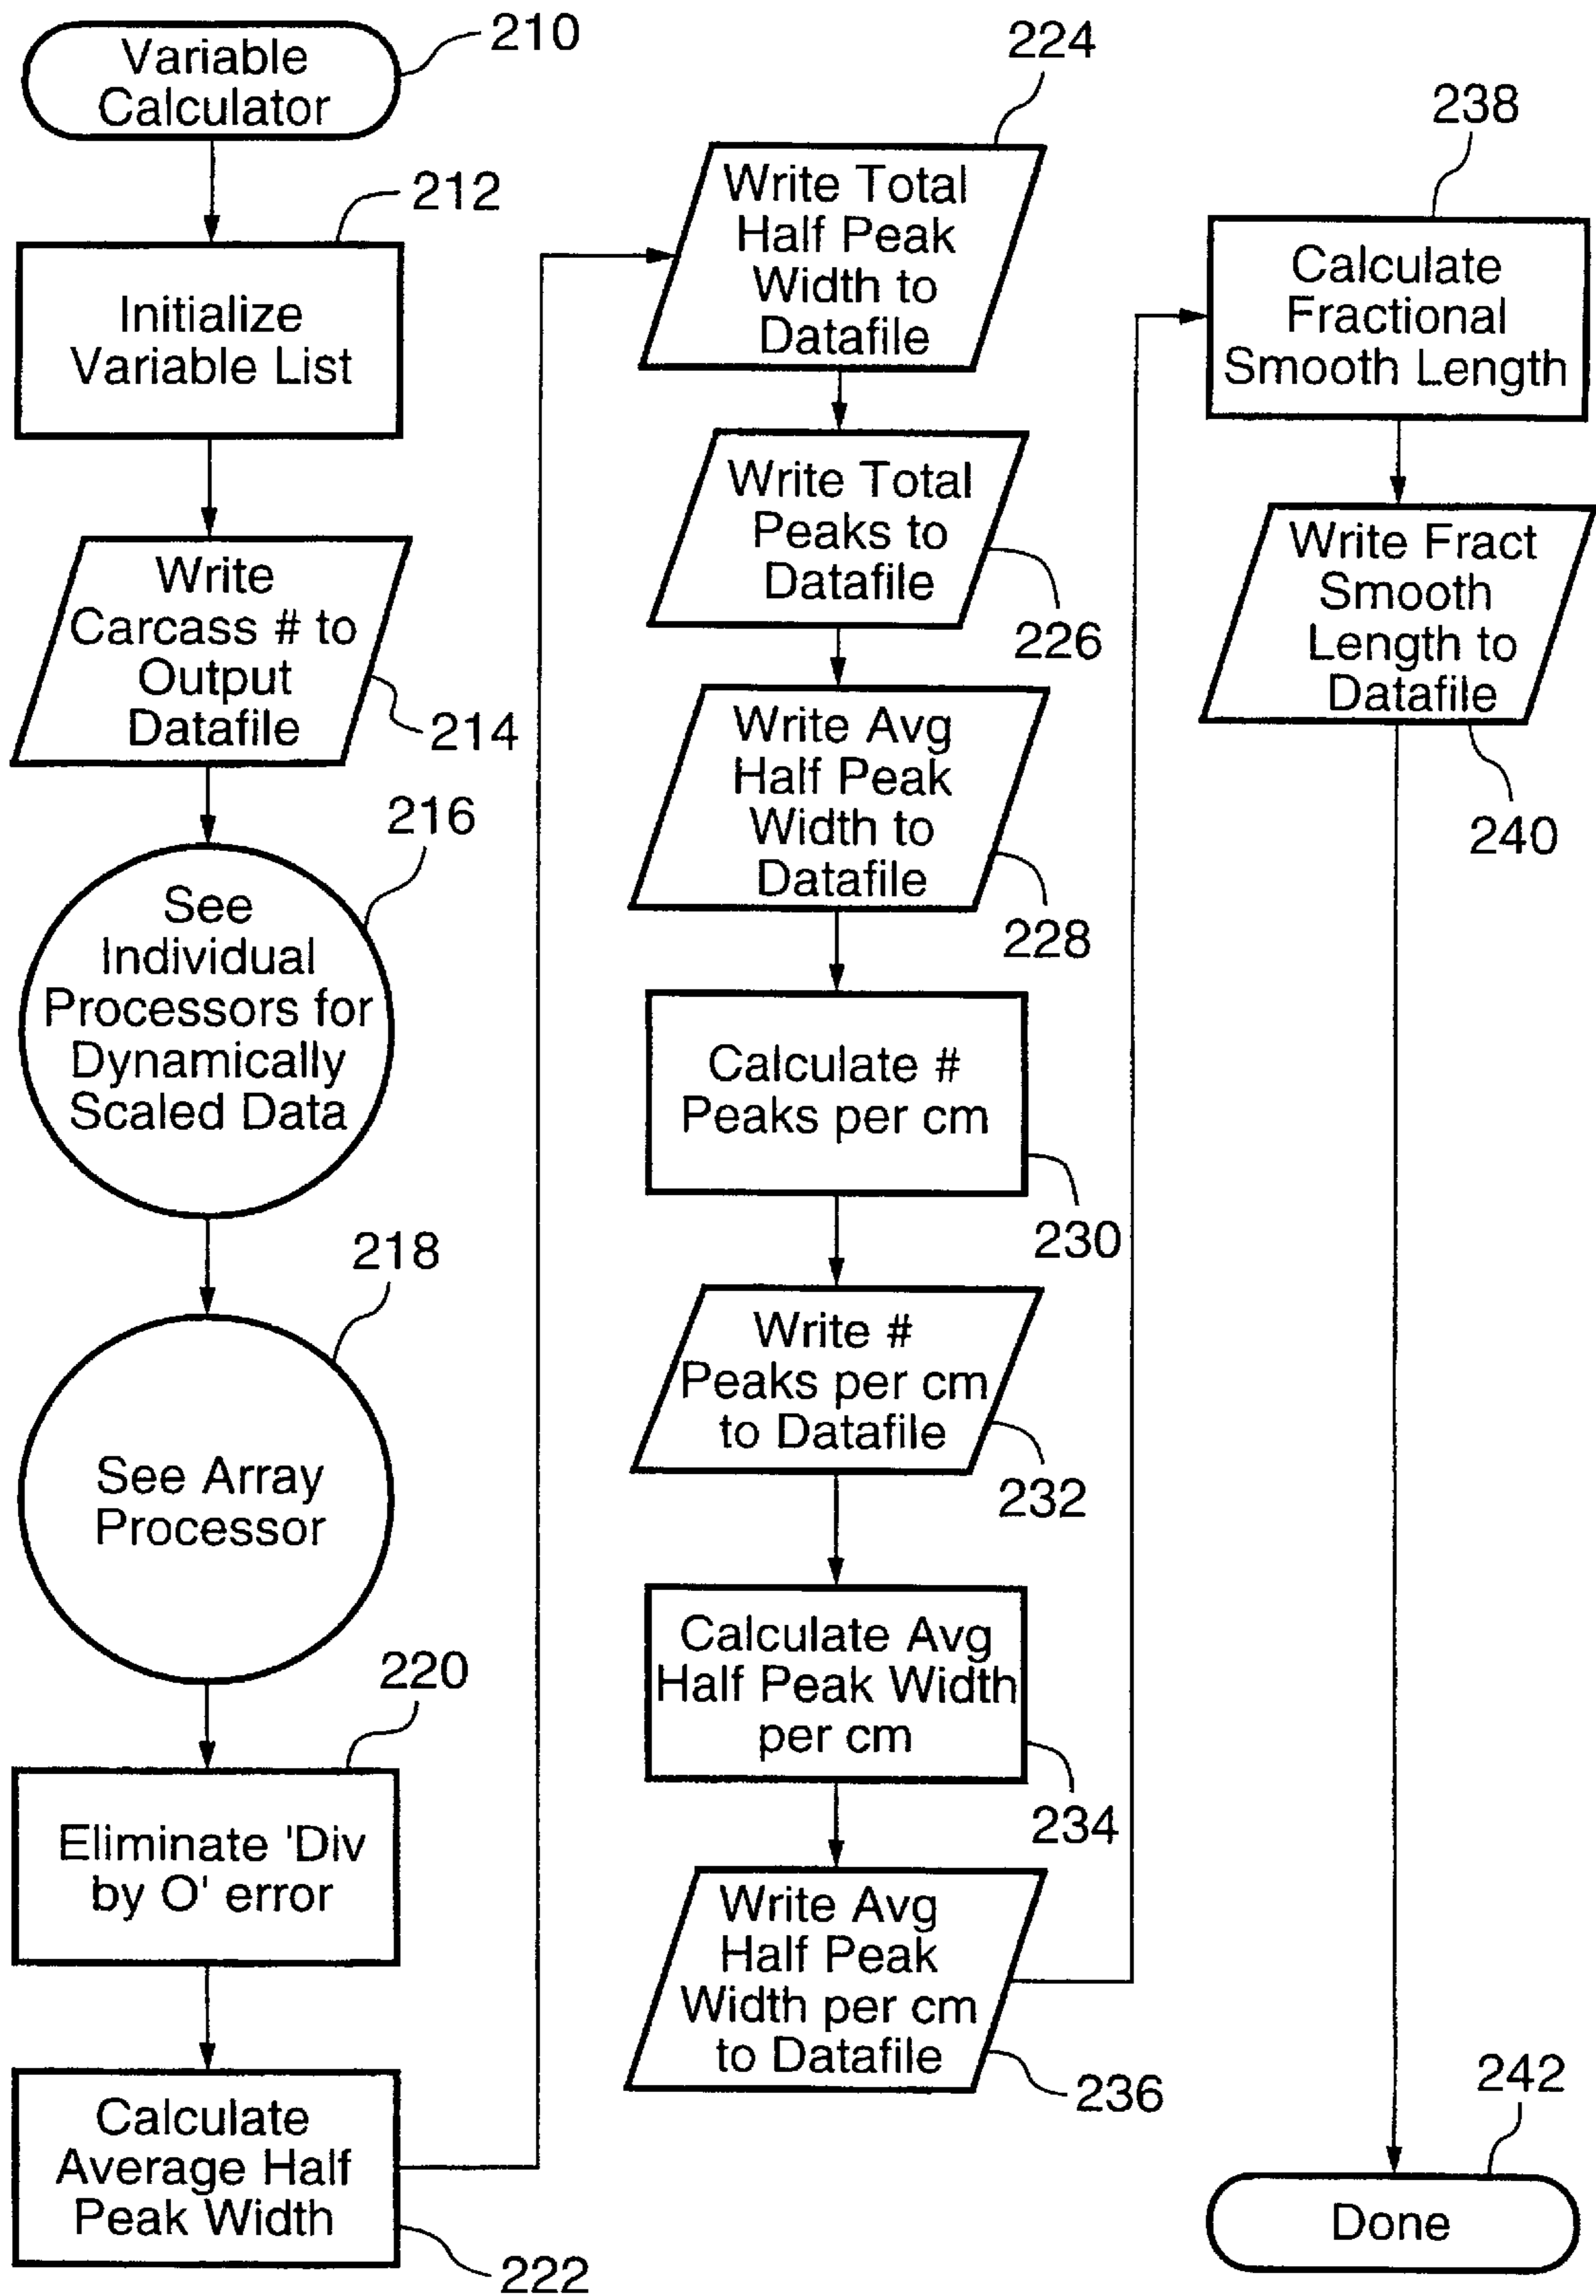 Variable
Calculator
210
212
Initialize
Variable List
Write
Carcass # to
Output
Datafile
214
216
See
Individual
Processors for
Dynamically
Scaled Data
218
See Array
Processor
220
Eliminate 'Div
by O' error
Calculate
Average Half
Peak Width
222
224
Write Total
Half Peak
Width to
Datafile
Write Total
Peaks to
Datafile
226
Write Avg
Half Peak
Width to
Datafile
228
Calculate #
Peaks per cm
230
Write #
Peaks per cm
to Datafile
232
Calculate Avg
Half Peak Width
per cm
234
Write Avg
Half Peak
Width per cm
to Datafile
236
238
Calculate
Fractional
Smooth Length
Write Fract
Smooth
Length to
Datafile
240
242
Done